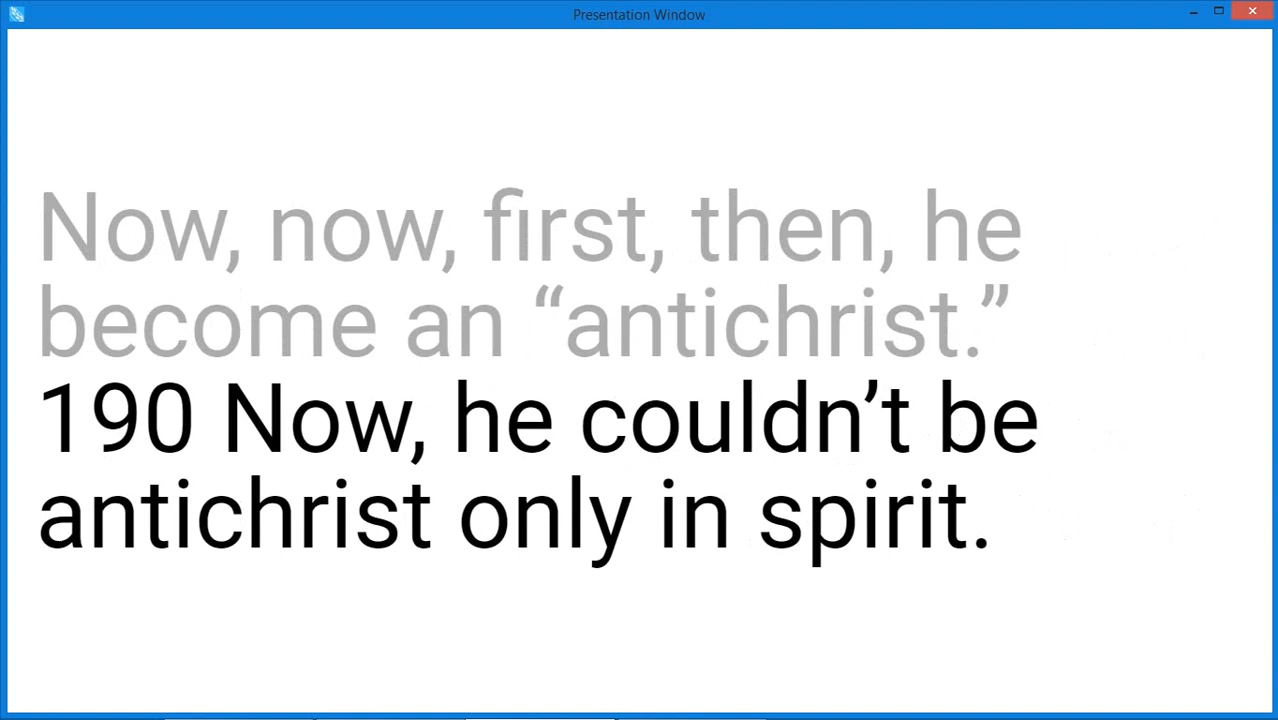 Presentation Window
Now, now, first, then, he
become an “antichrist.”
190 Now, he couldn’t be
antichrist only in spirit.